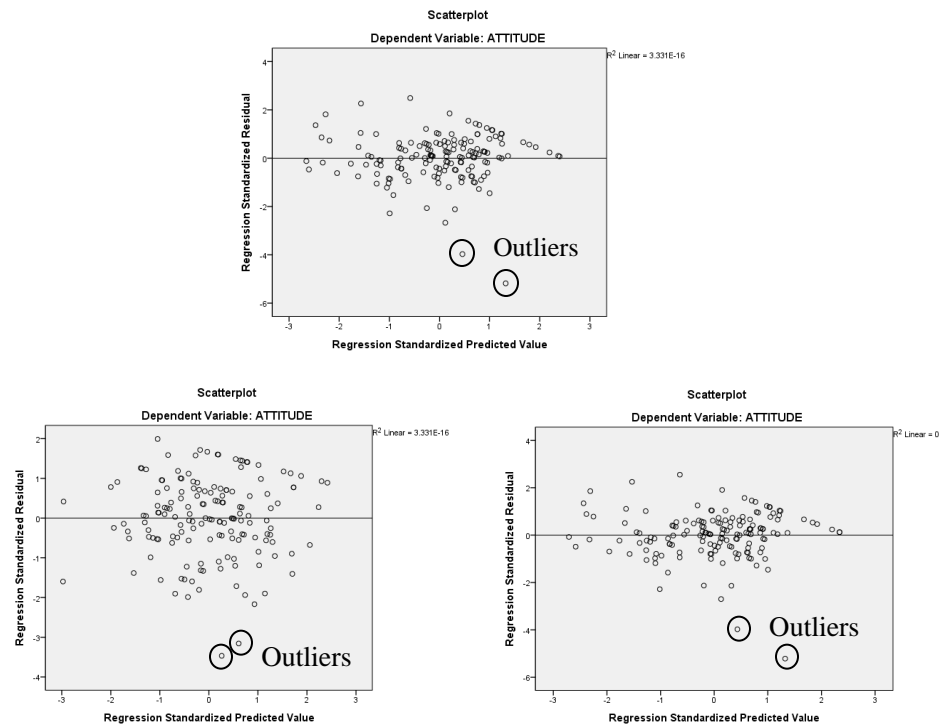 Scatterplot
Dependent Variable: ATTITUDE
R² Linear = 3.331E-16
Regression Standardized Residual
4
2
0
-2
-4
-6
Outliers
-3
-2
-1
0
1
2
3
Regression Standardized Predicted Value
Scatterplot
Dependent Variable: ATTITUDE
R² Linear = 3.331E-16
Regression Standardized Residual
2
1
0
-1
-2
-3
-4
Outliers
-3
-2
-1
0
1
2
3
Regression Standardized Predicted Value
Scatterplot
Dependent Variable: ATTITUDE
R² Linear = 0
Regression Standardized Residual
4
2
0
-2
-4
-6
Outliers
-3
-2
-1
0
1
2
3
Regression Standardized Predicted Value